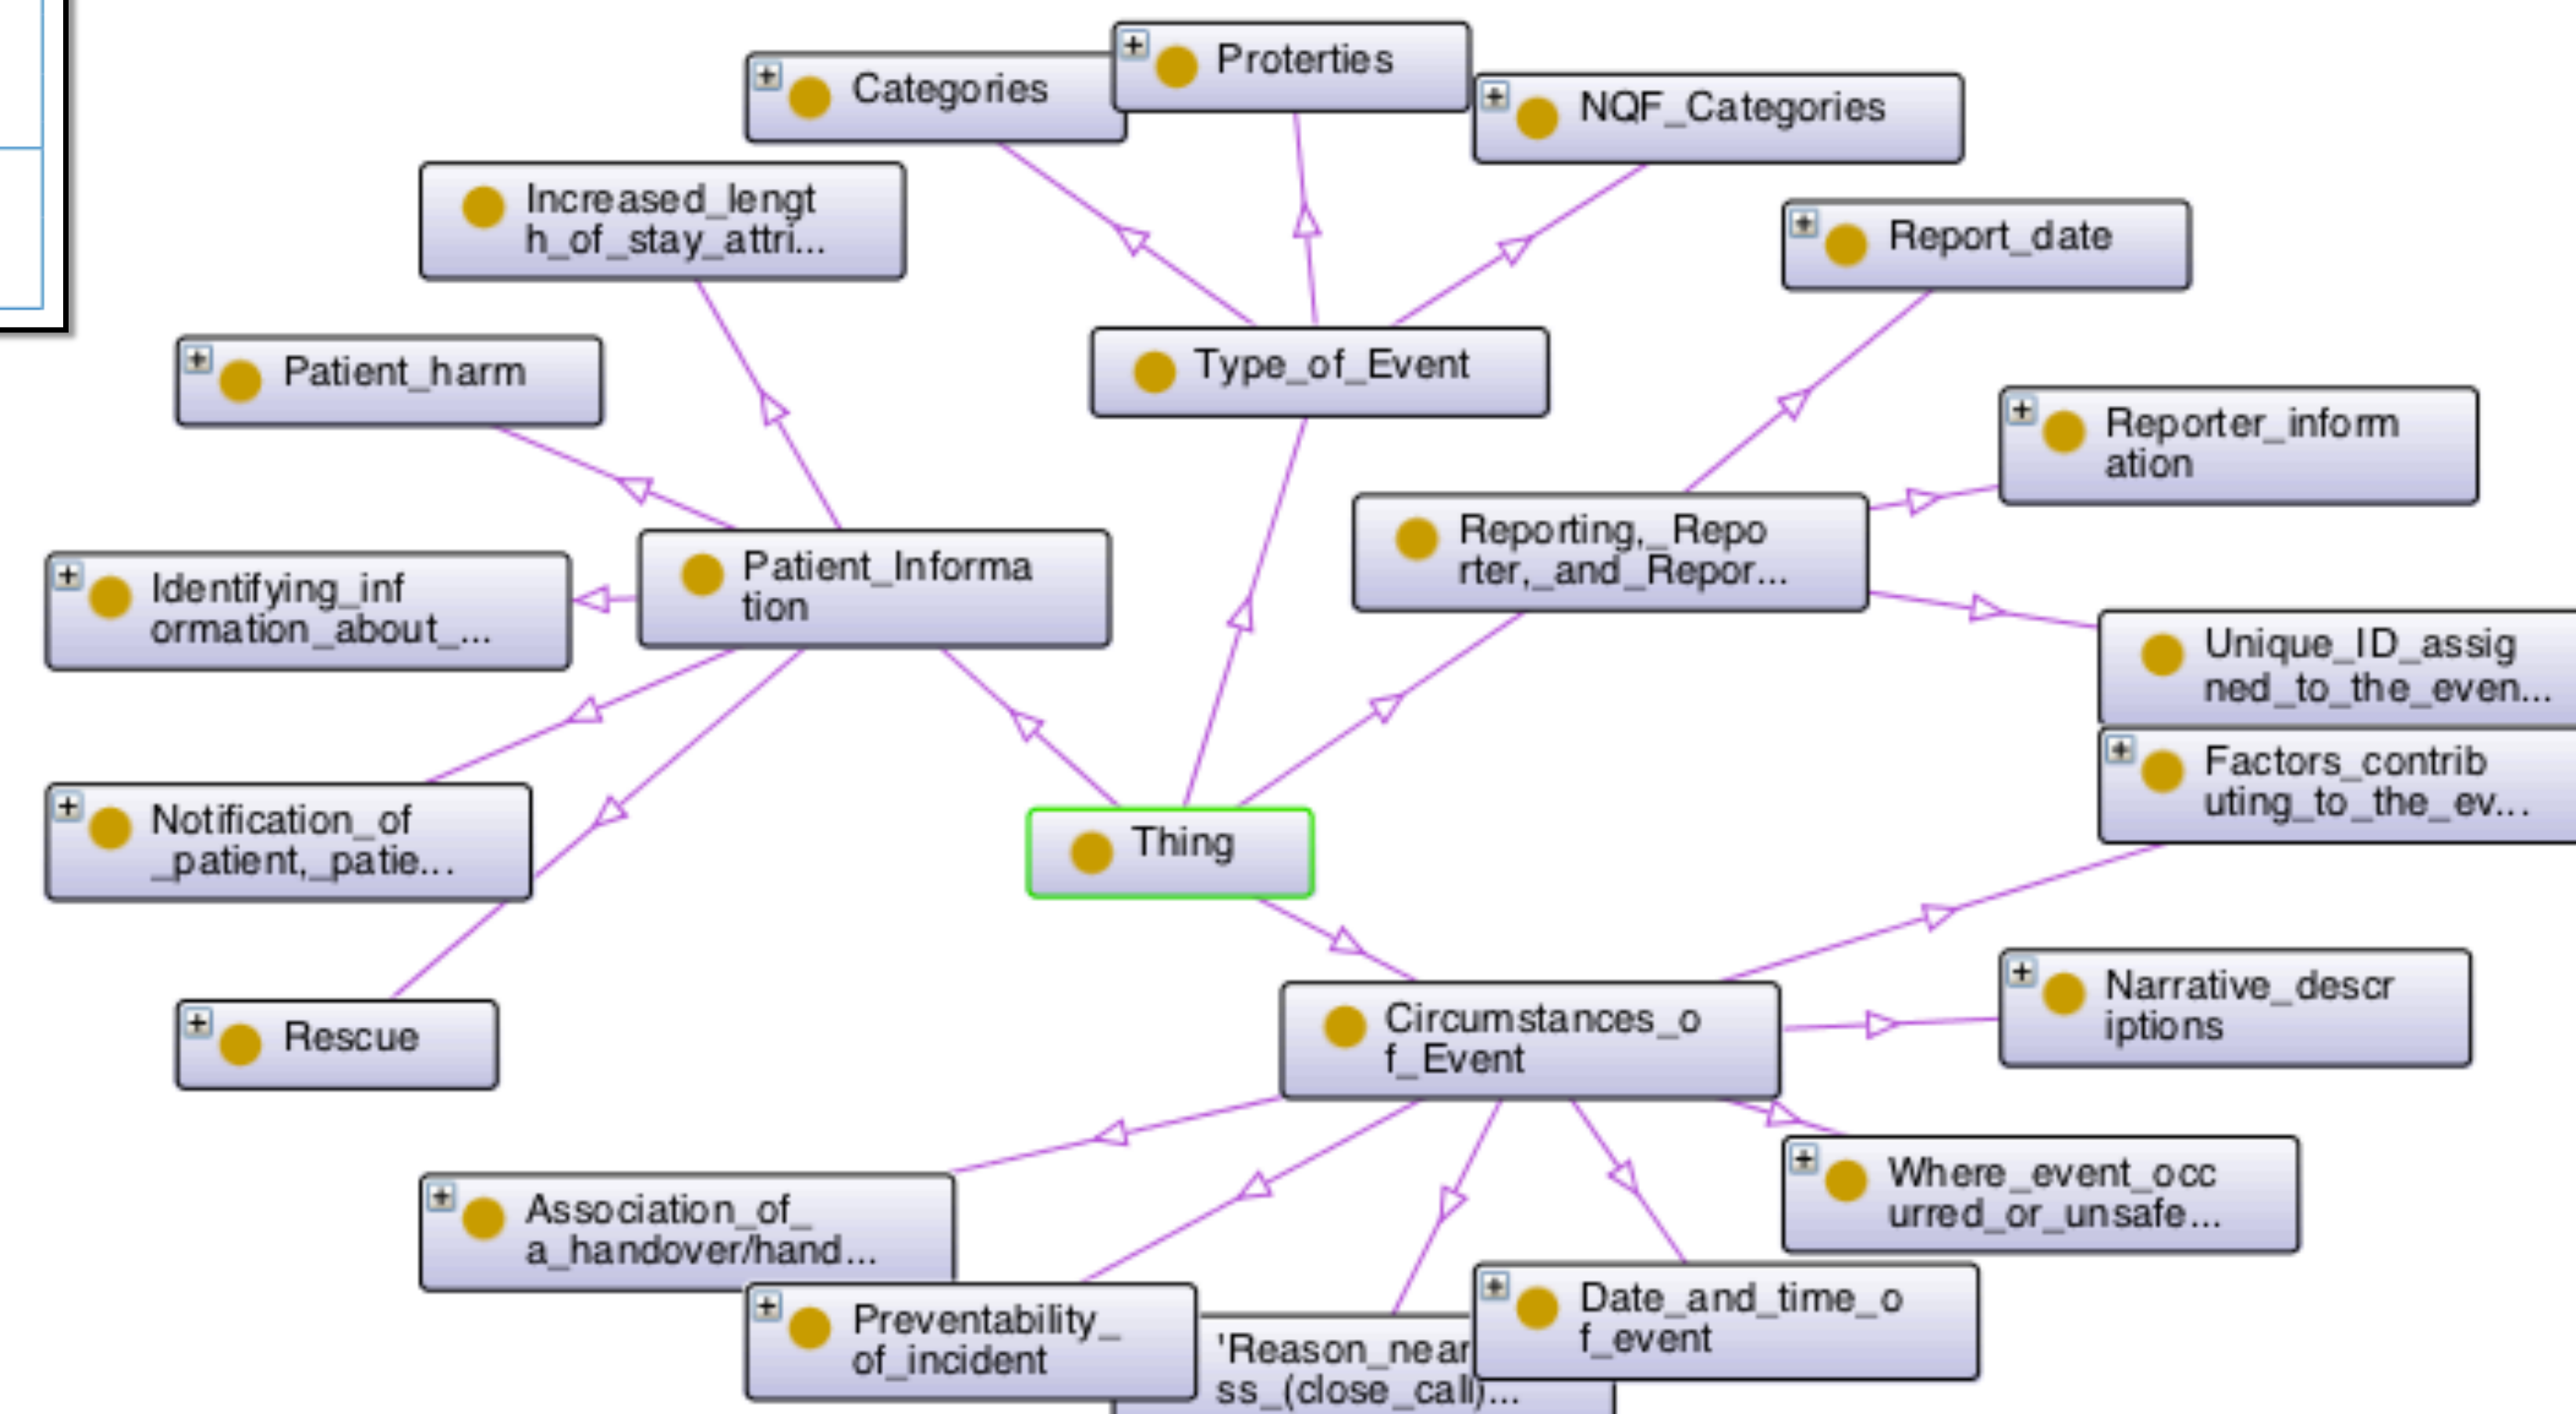 Proterties
Categories
NQF_Categories
Increased_lengt
h_of_stay_attri...
Report_date
Patient_harm
Type_of_Event
Reporter_inform
ation
Reporting,_Repo
rter,_and_Repor...
Patient_Informa
tion
Identifying_inf
ormation_about_...
Unique_ID_assig
ned_to_the_even...
Factors_contrib
uting_to_the_ev...
Notification_of
_patient,_patie...
Thing
Narrative_descr
iptions
Circumstances_o
f_Event
Rescue
Where_event_occ
urred_or_unsafe...
Association_of_
a_handover/hand...
Date_and_time_o
f_event
Preventability_
of_incident
'Reason_near
ss_(close_call)...